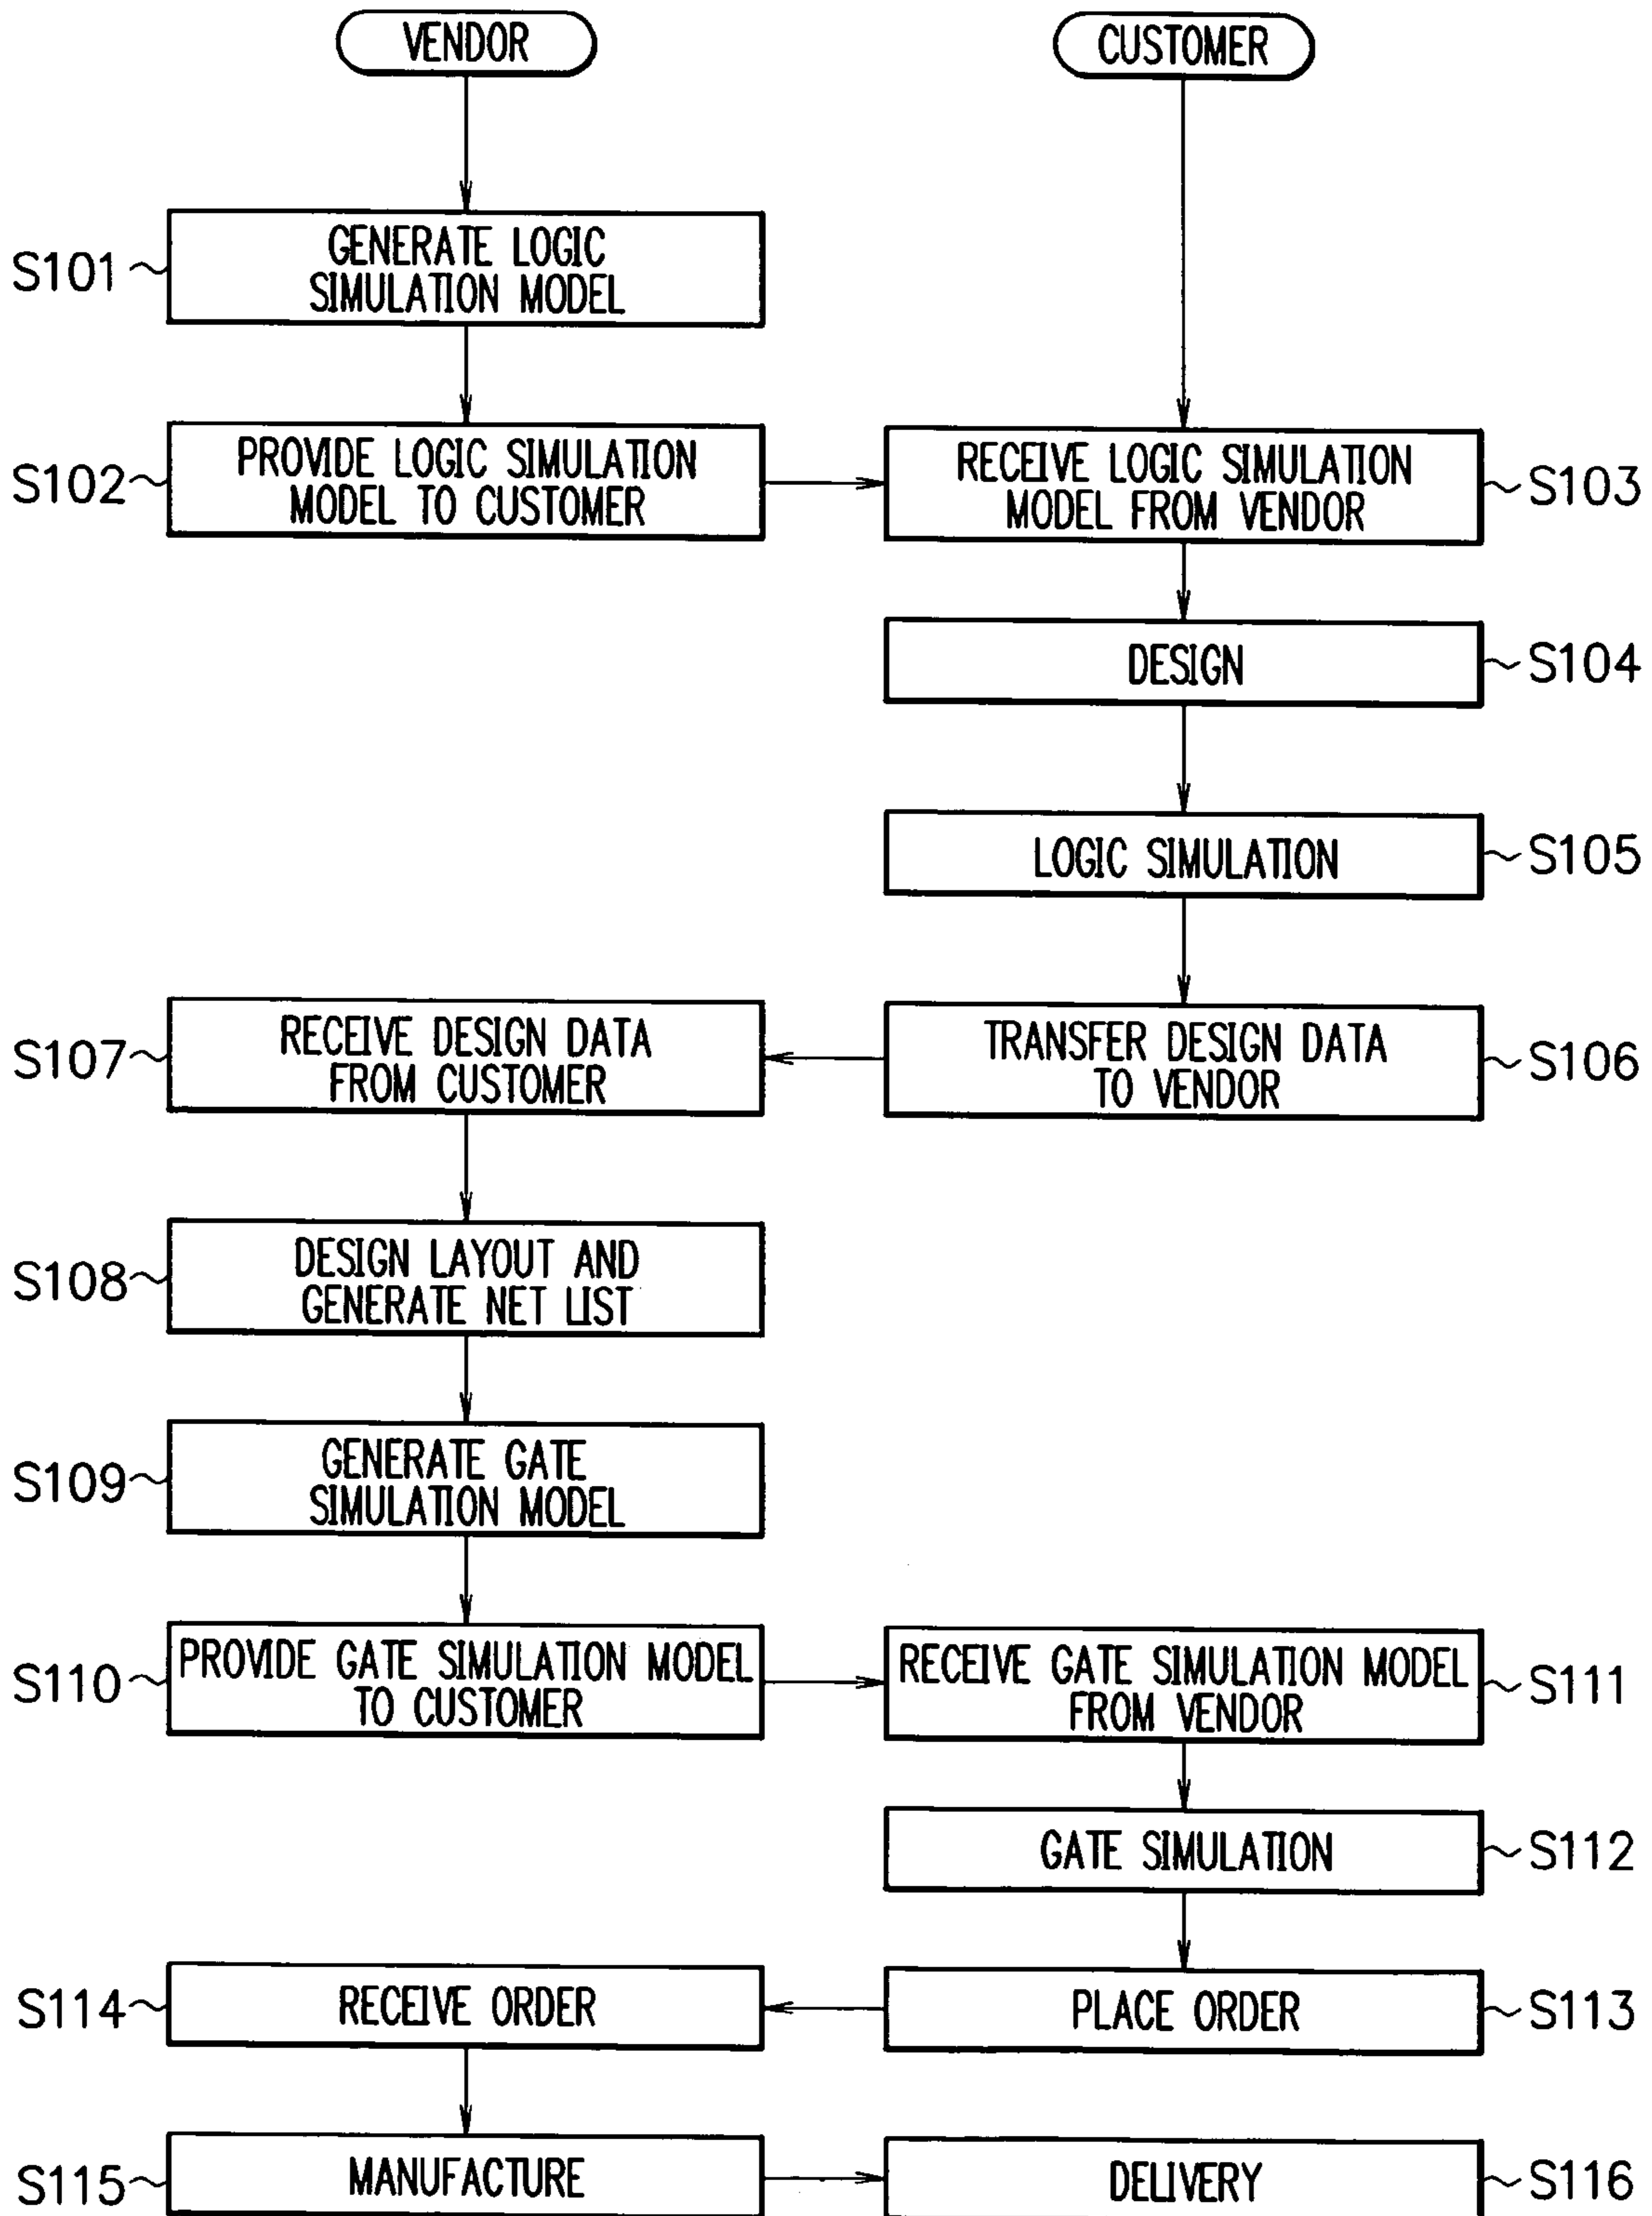 VENDOR
CUSTOMER
S101
GENERATE LOGIC
SIMULATION MODEL
S102
PROVIDE LOGIC SIMULATION
MODEL TO CUSTOMER
RECEIVE LOGIC SIMULATION
MODEL FROM VENDOR
S103
DESIGN
S104
LOGIC SIMULATION
S105
S107
RECEIVE DESIGN DATA
FROM CUSTOMER
TRANSFER DESIGN DATA
TO VENDOR
S106
S108
DESIGN LAYOUT AND
GENERATE NET LIST
S109
GENERATE GATE
SIMULATION MODEL
S110
PROVIDE GATE SIMULATION MODEL
TO CUSTOMER
RECEIVE GATE SIMULATION MODEL
FROM VENDOR
S111
GATE SIMULATION
S112
S114
RECEIVE ORDER
PLACE ORDER
S113
S115
MANUFACTURE
DELIVERY
S116